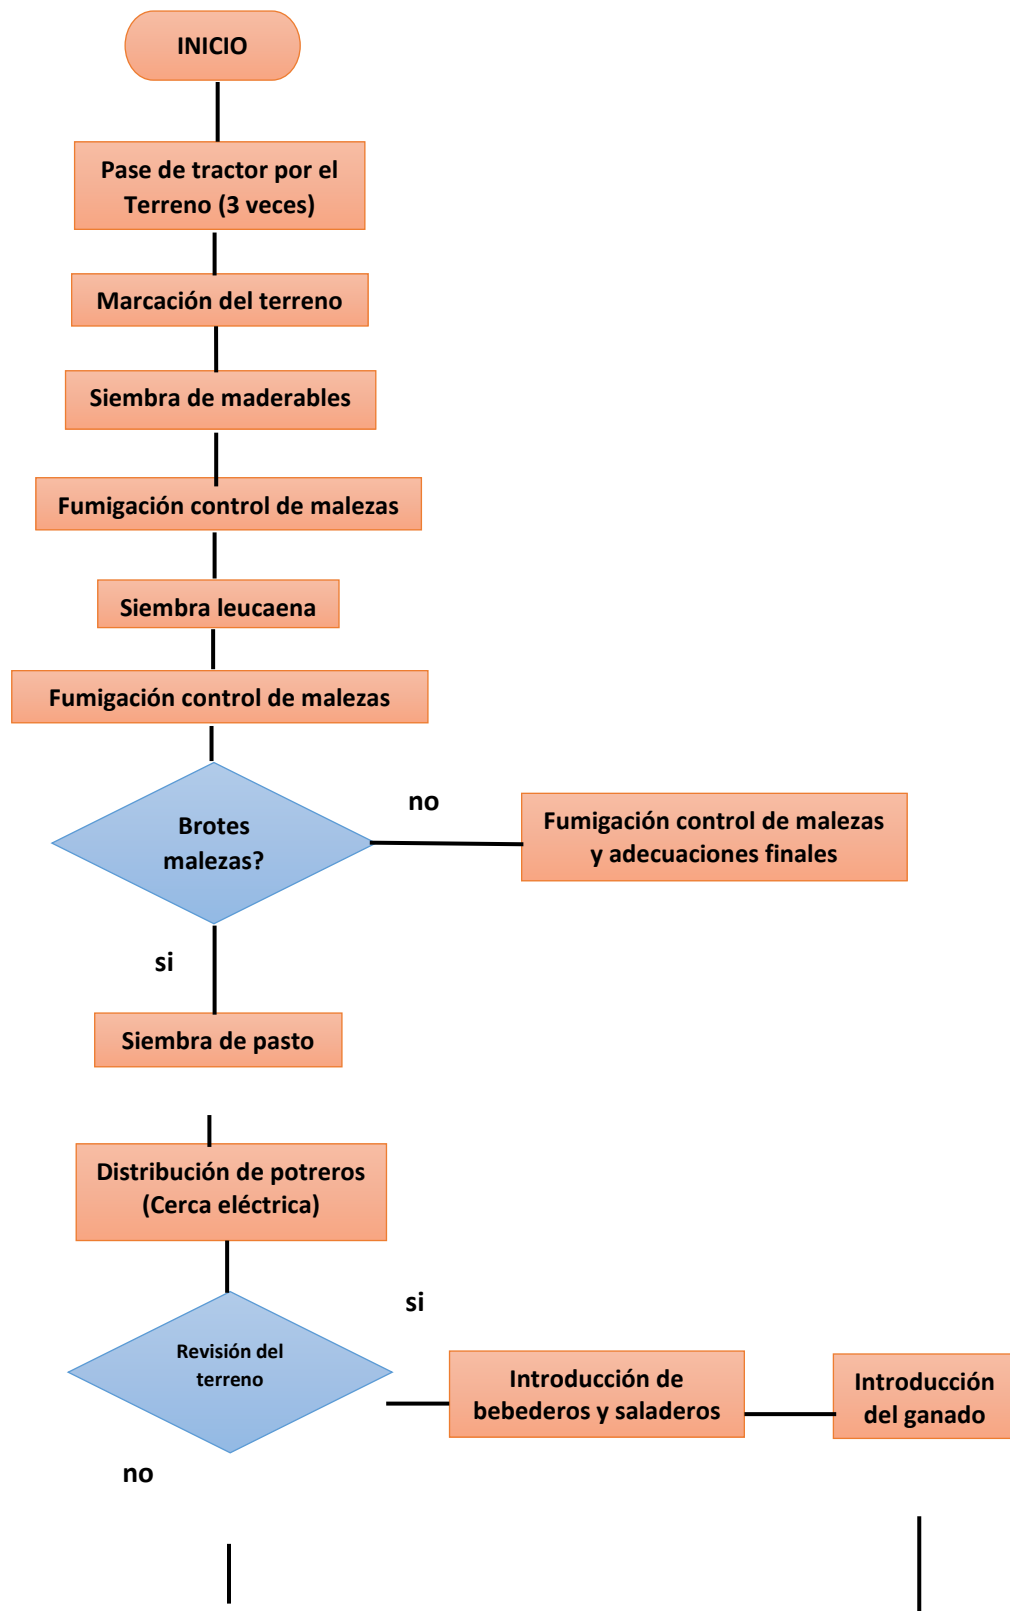 INICIO
Pase de tractor por el
Terreno (3 veces)
Marcación del terreno
Siembra de maderables
Fumigación control de malezas
Siembra leucaena
Fumigación control de malezas
Brotes
malezas?
no
Fumigación control de malezas
y adecuaciones finales
si
Siembra de pasto
Distribución de potreros
(Cerca eléctrica)
Revisión del
terreno
si
Introducción de
bebederos y saladeros
Introducción
del ganado
no